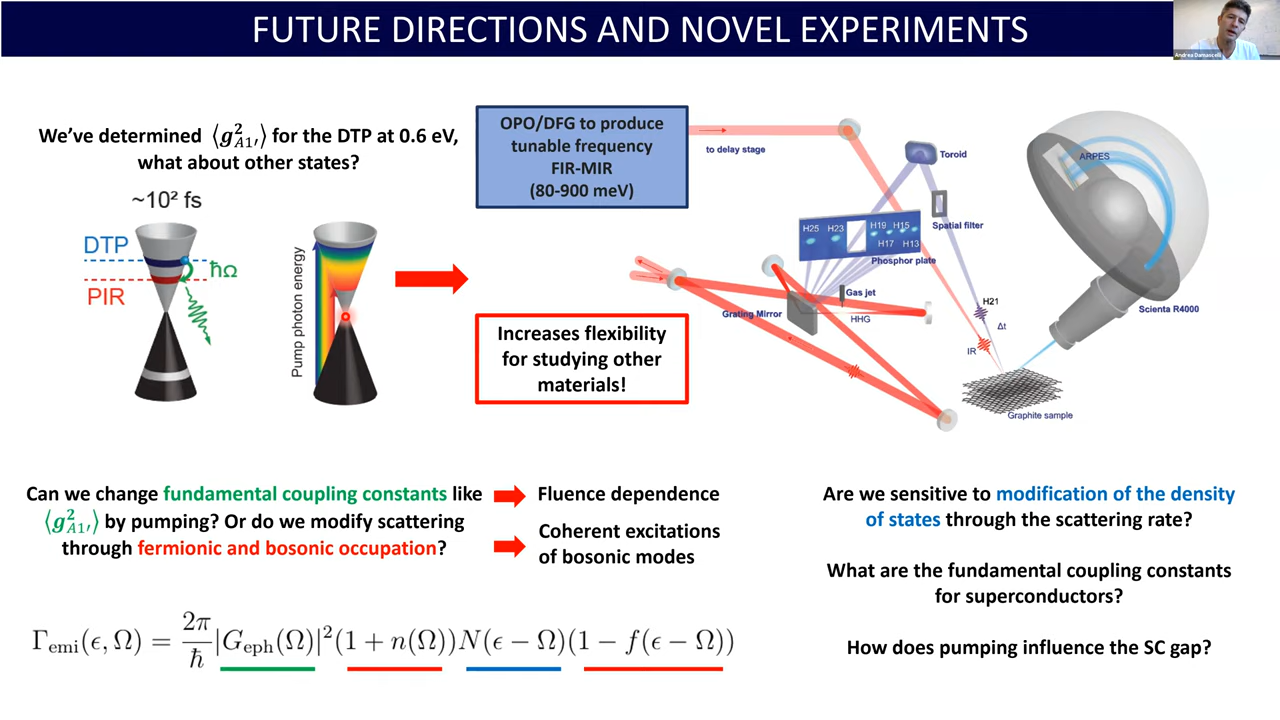 FUTURE DIRECTIONS AND NOVEL EXPERIMENTS
Andrea Damascelli
We've determined ⟨g²_A1′⟩ for the DTP at 0.6 eV,
what about other states?
~10² fs
DTP
PIR
ħΩ
Pump photon energy
OPO/DFG to produce
tunable frequency
FIR-MIR
(80-900 meV)
Increases flexibility
for studying other
materials!
to delay stage
Toroid
ARPES
Spatial filter
H25
H23
H19
H15
H17
H13
Phosphor plate
Gas jet
Grating Mirror
HHG
H21
Δt
IR
Scienta R4000
Graphite sample
Can we change fundamental coupling constants like
⟨g²_A1′⟩ by pumping? Or do we modify scattering
through fermionic and bosonic occupation?
Fluence dependence
Coherent excitations
of bosonic modes
Γ_emi(ϵ, Ω) = 2π/ħ |G_eph(Ω)|²(1 + n(Ω))N(ϵ − Ω)(1 − f(ϵ − Ω))
Are we sensitive to modification of the density
of states through the scattering rate?
What are the fundamental coupling constants
for superconductors?
How does pumping influence the SC gap?